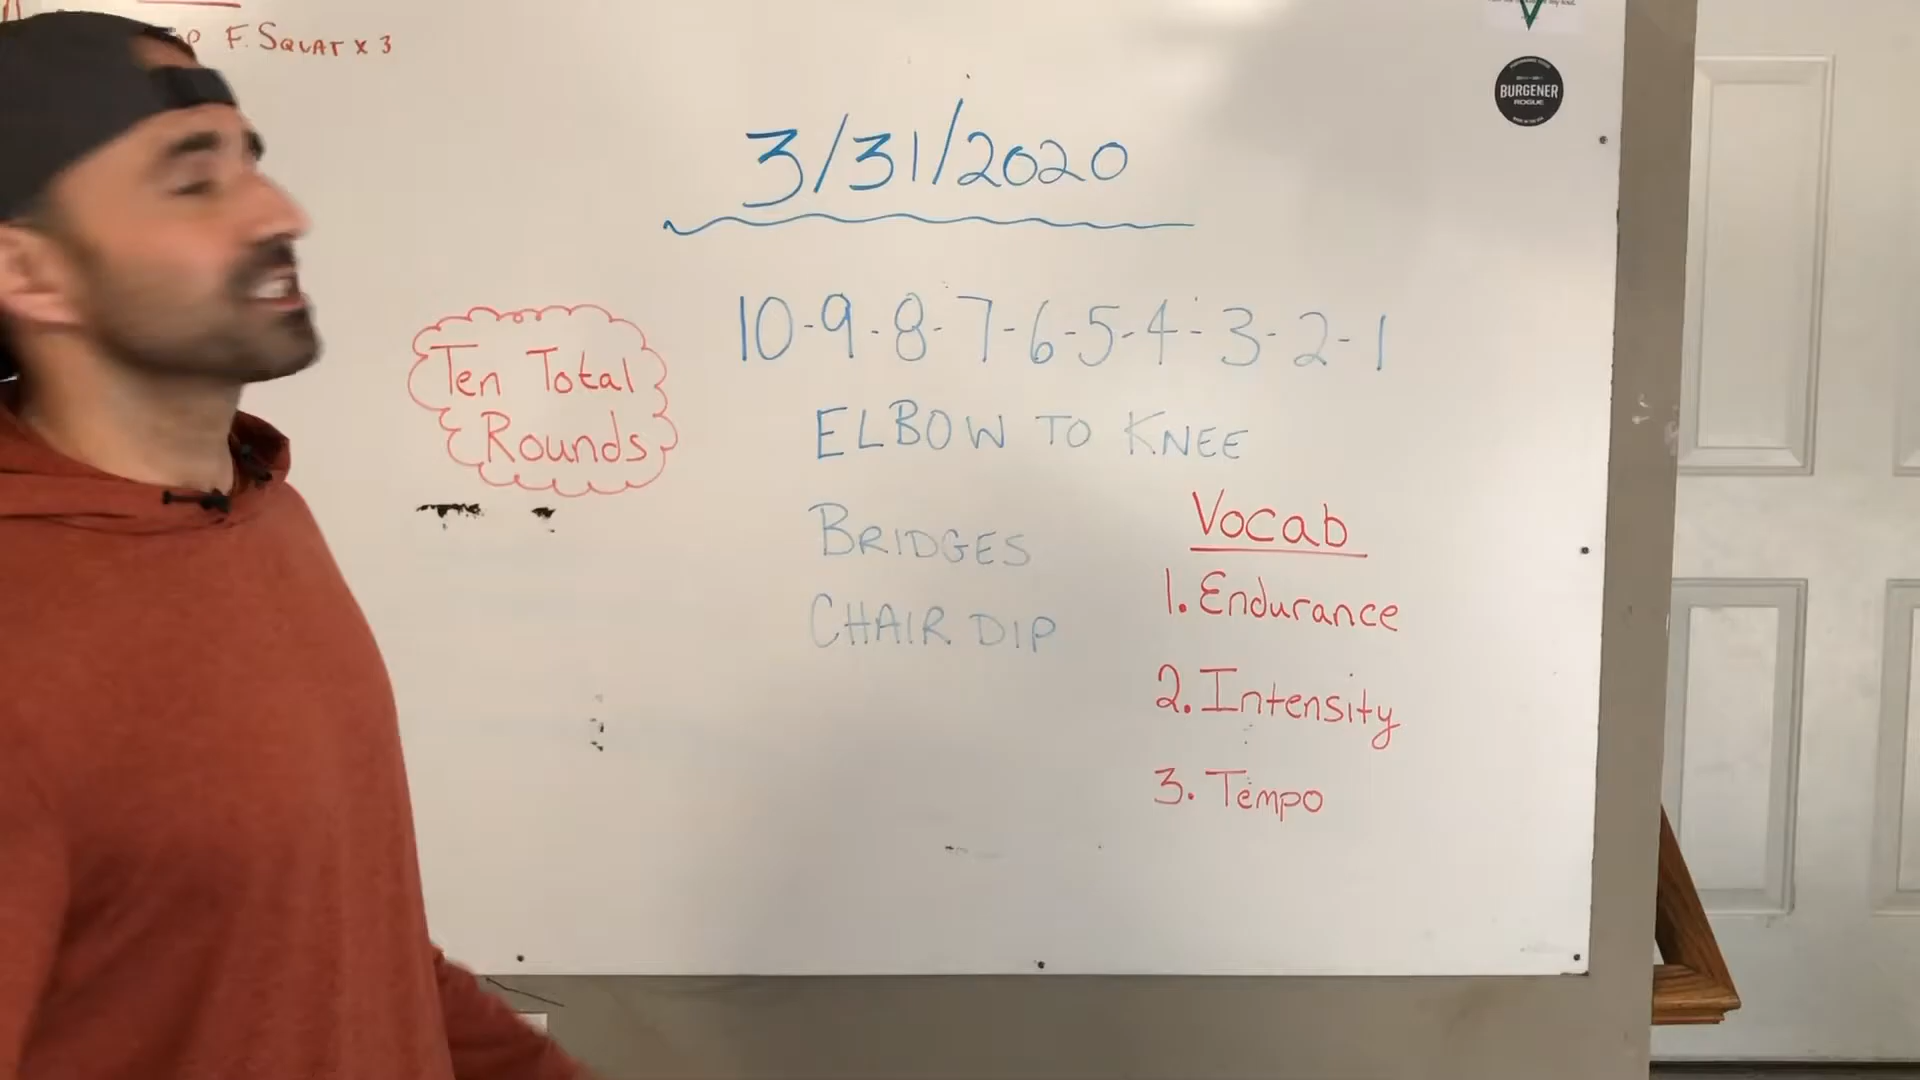 F. SQUAT x 3
BURGENER
ROGUE
3/31/2020
10-9-8-7-6-5-4-3-2-1
Ten Total
Rounds
ELBOW TO KNEE
BRIDGES
CHAIR DIP
Vocab
1. Endurance
2. Intensity
3. Tempo